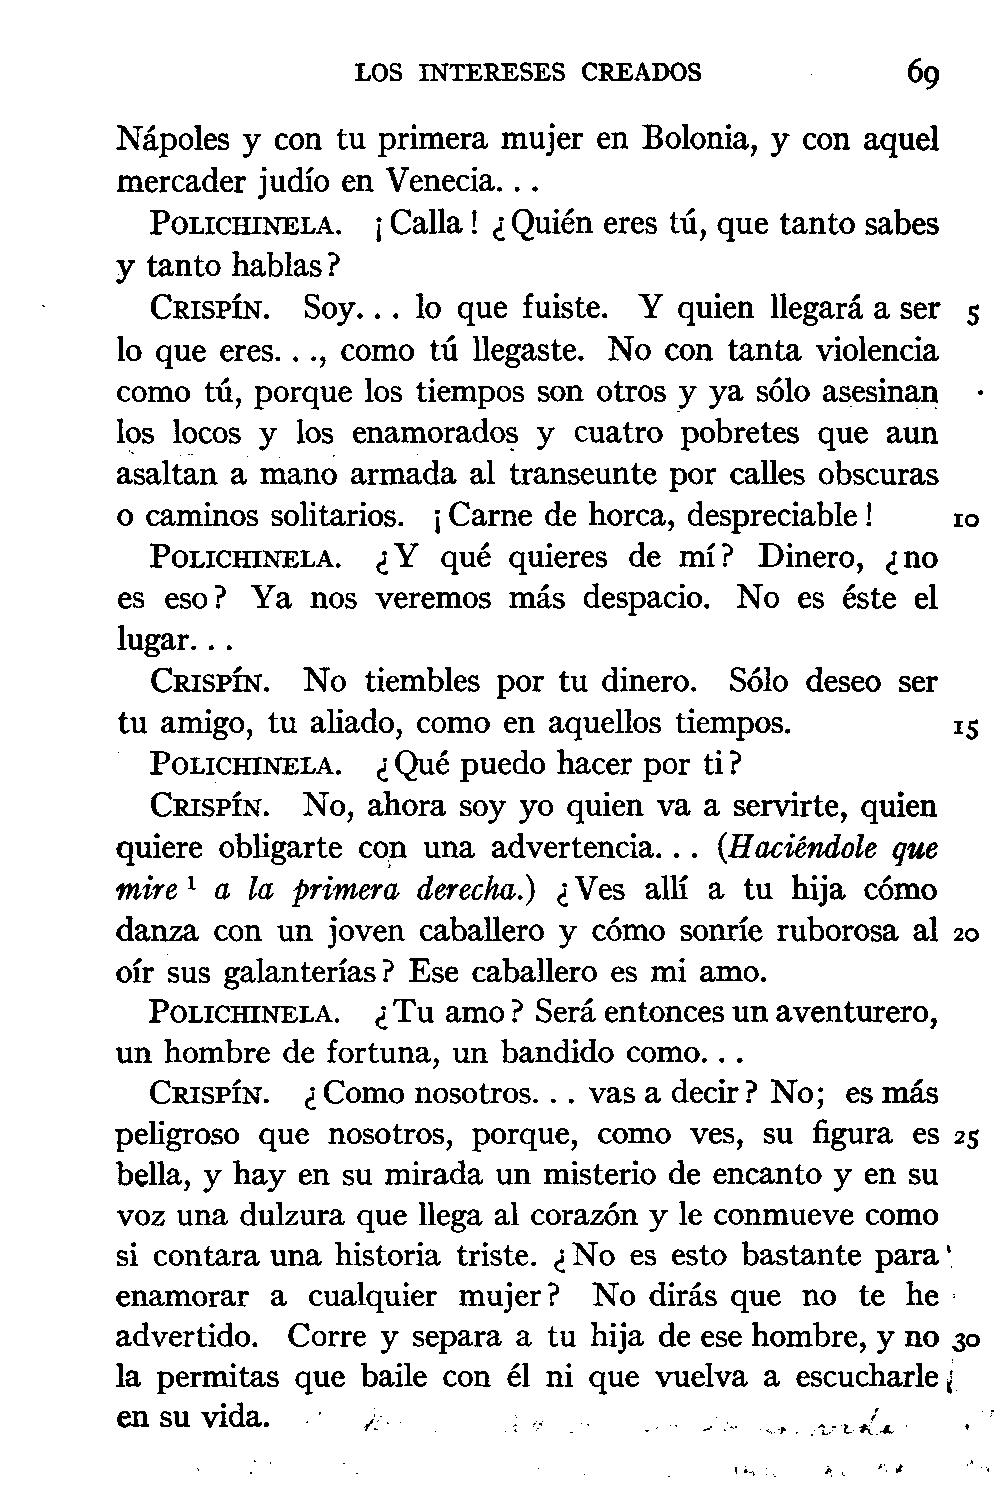 LOS INTERESES CREADOS 69
Nápoles y con tu primera mujer en Bolonia, y con aquel
mercader judío en Venecia. . .
POLICHINELA. ¡Calla! ¿Quién eres tú, que tanto sabes
y tanto hablas?
CRISPÍN. Soy. . . lo que fuiste. Y quien llegará a ser 5
lo que eres. . ., como tú llegaste. No con tanta violencia
como tú, porque los tiempos son otros y ya sólo asesinan
los locos y los enamorados y cuatro pobretes que aun
asaltan a mano armada al transeunte por calles obscuras
o caminos solitarios. ¡Carne de horca, despreciable! 10
POLICHINELA. ¿Y qué quieres de mí? Dinero, ¿no
es eso? Ya nos veremos más despacio. No es éste el
lugar. . .
CRISPÍN. No tiembles por tu dinero. Sólo deseo ser
tu amigo, tu aliado, como en aquellos tiempos. 15
POLICHINELA. ¿Qué puedo hacer por ti?
CRISPÍN. No, ahora soy yo quien va a servirte, quien
quiere obligarte con una advertencia. . . (Haciéndole que
mire ¹ a la primera derecha.) ¿Ves allí a tu hija cómo
danza con un joven caballero y cómo sonríe ruborosa al 20
oír sus galanterías? Ese caballero es mi amo.
POLICHINELA. ¿Tu amo? Será entonces un aventurero,
un hombre de fortuna, un bandido como. . .
CRISPÍN. ¿Como nosotros. . . vas a decir? No; es más
peligroso que nosotros, porque, como ves, su figura es 25
bella, y hay en su mirada un misterio de encanto y en su
voz una dulzura que llega al corazón y le conmueve como
si contara una historia triste. ¿No es esto bastante para
enamorar a cualquier mujer? No dirás que no te he
advertido. Corre y separa a tu hija de ese hombre, y no 30
la permitas que baile con él ni que vuelva a escucharle
en su vida.